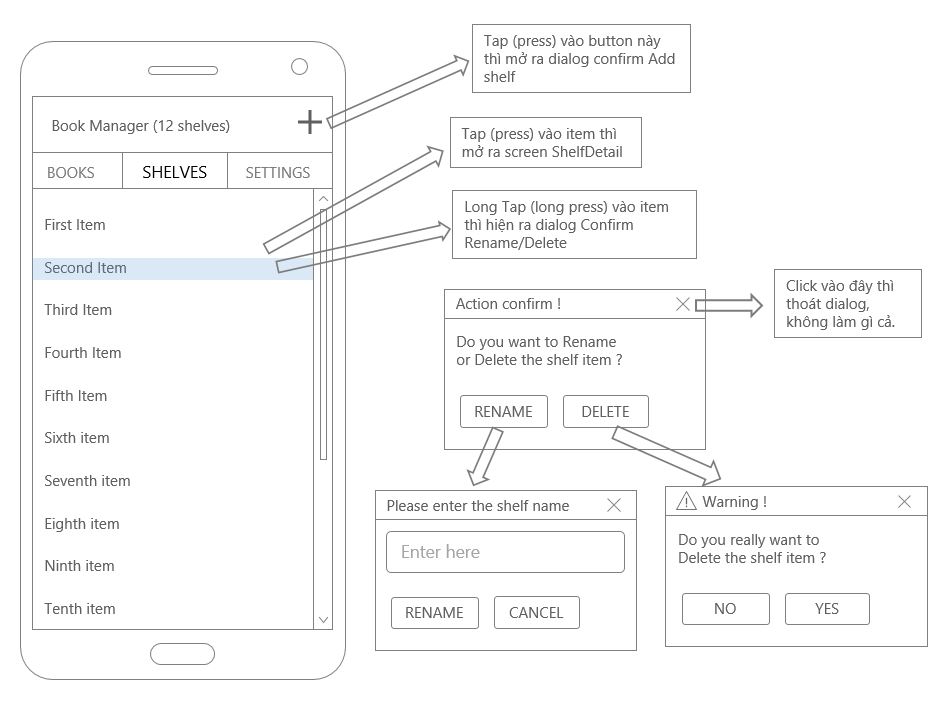 Tap (press) vào button này
thì mở ra dialog confirm Add
shelf
Book Manager (12 shelves)
Tap (press) vào item thì
mở ra screen ShelfDetail
BOOKS
SHELVES
SETTINGS
Long Tap (long press) vào item
thì hiện ra dialog Confirm
Rename/Delete
First Item
Second Item
Third Item
Fourth Item
Fifth Item
Sixth item
Seventh item
Eighth item
Ninth item
Tenth item
Click vào đây thì
thoát dialog,
không làm gì cả.
Action confirm !
Do you want to Rename
or Delete the shelf item ?
RENAME
DELETE
Please enter the shelf name
Enter here
RENAME
CANCEL
Warning !
Do you really want to
Delete the shelf item ?
NO
YES